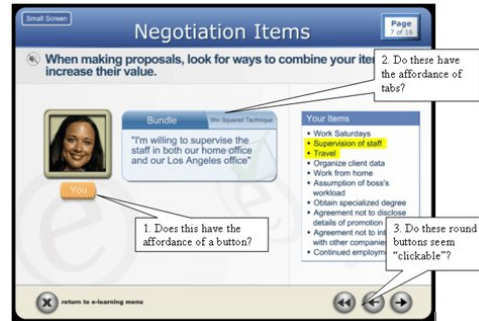 Small Screen
Negotiation Items
Page
7 of 16
When making proposals, look for ways to combine your
increase their value.
2. Do these have
the affordance of
tabs?
Bundle
Win Squared Technique
"I'm willing to supervise the
staff in both our home office
and our Los Angeles office"
You
Your Items
• Work Saturdays
• Supervision of staff
• Travel
• Organize client data
• Work from home
• Assumption of boss's
workload
• Obtain specialized degree
• Agreement not to disclose
details of promotion
• Agreement not to
with other companies
• Continued
1. Does this have the
affordance of a button?
3. Do these round
buttons seem
"clickable"?
return to e-learning menu